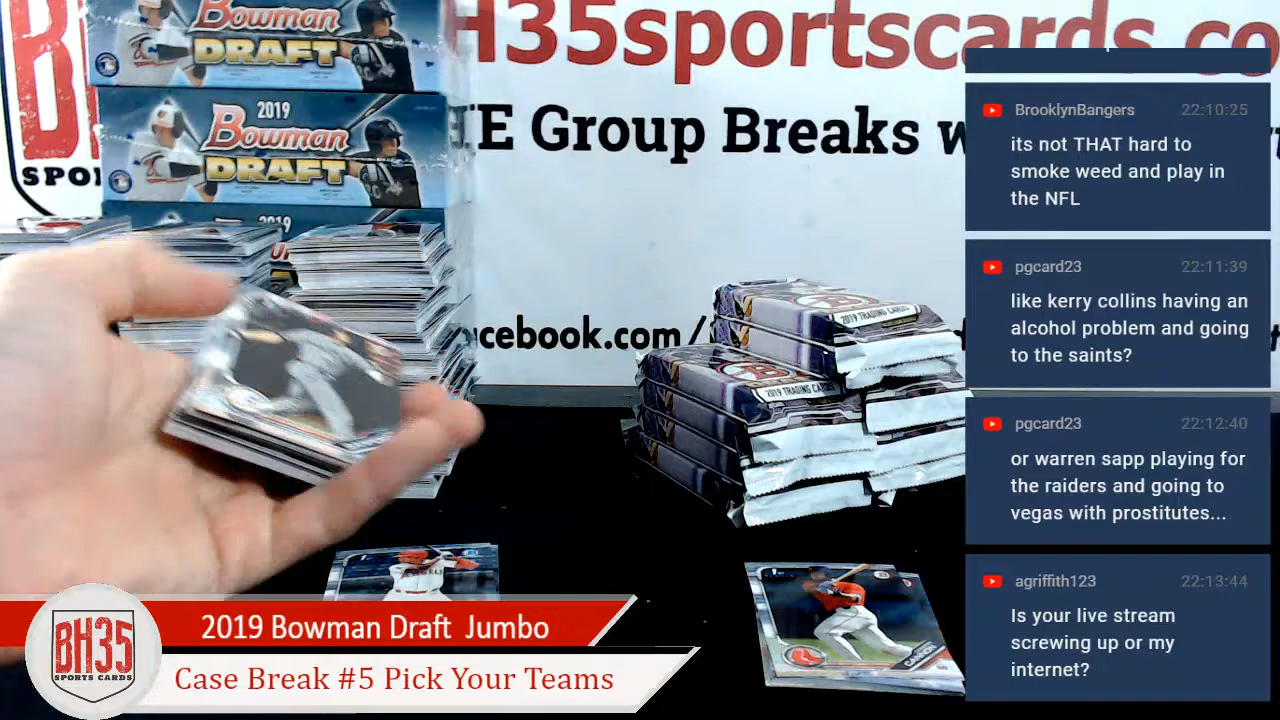 Bowman
DRAFT
2019
Bowman
DRAFT
2019
H35sportscards.co
E Group Breaks w
SPO
cebook.com/
2019 TRADING CARDS
2019 TRADING CARDS
BrooklynBangers 22:10:25
its not THAT hard to
smoke weed and play in
the NFL
pgcard23 22:11:39
like kerry collins having an
alcohol problem and going
to the saints?
pgcard23 22:12:40
or warren sapp playing for
the raiders and going to
vegas with prostitutes...
agriffith123 22:13:44
Is your live stream
screwing up or my
internet?
BH35
SPORTS CARDS
2019 Bowman Draft Jumbo
Case Break #5 Pick Your Teams